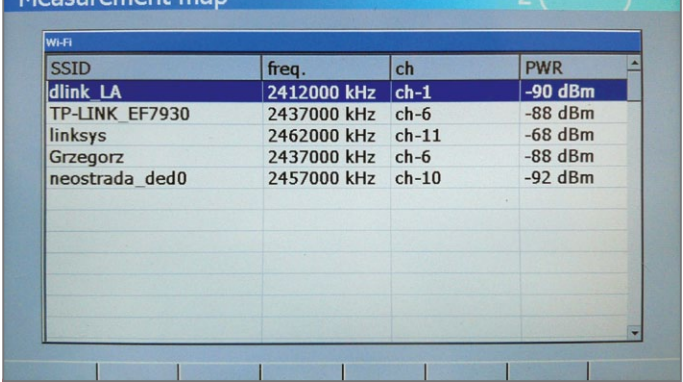 Measurement map
Wi-Fi
SSID freq. ch PWR
dlink_LA 2412000 kHz ch-1 -90 dBm
TP-LINK_EF7930 2437000 kHz ch-6 -88 dBm
linksys 2462000 kHz ch-11 -68 dBm
Grzegorz 2437000 kHz ch-6 -88 dBm
neostrada_ded0 2457000 kHz ch-10 -92 dBm